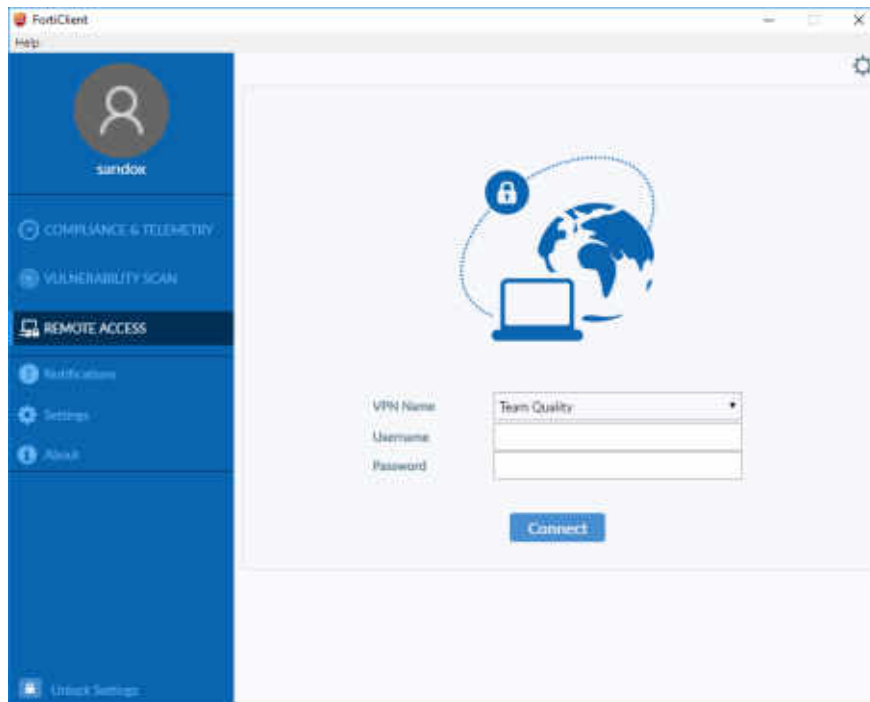 FortiClient
Help
sandox
COMPLIANCE & TELEMETRY
VULNERABILITY SCAN
REMOTE ACCESS
Notifications
Settings
About
VPN Name
Team Quality
Username
Password
Connect
Unlock Settings